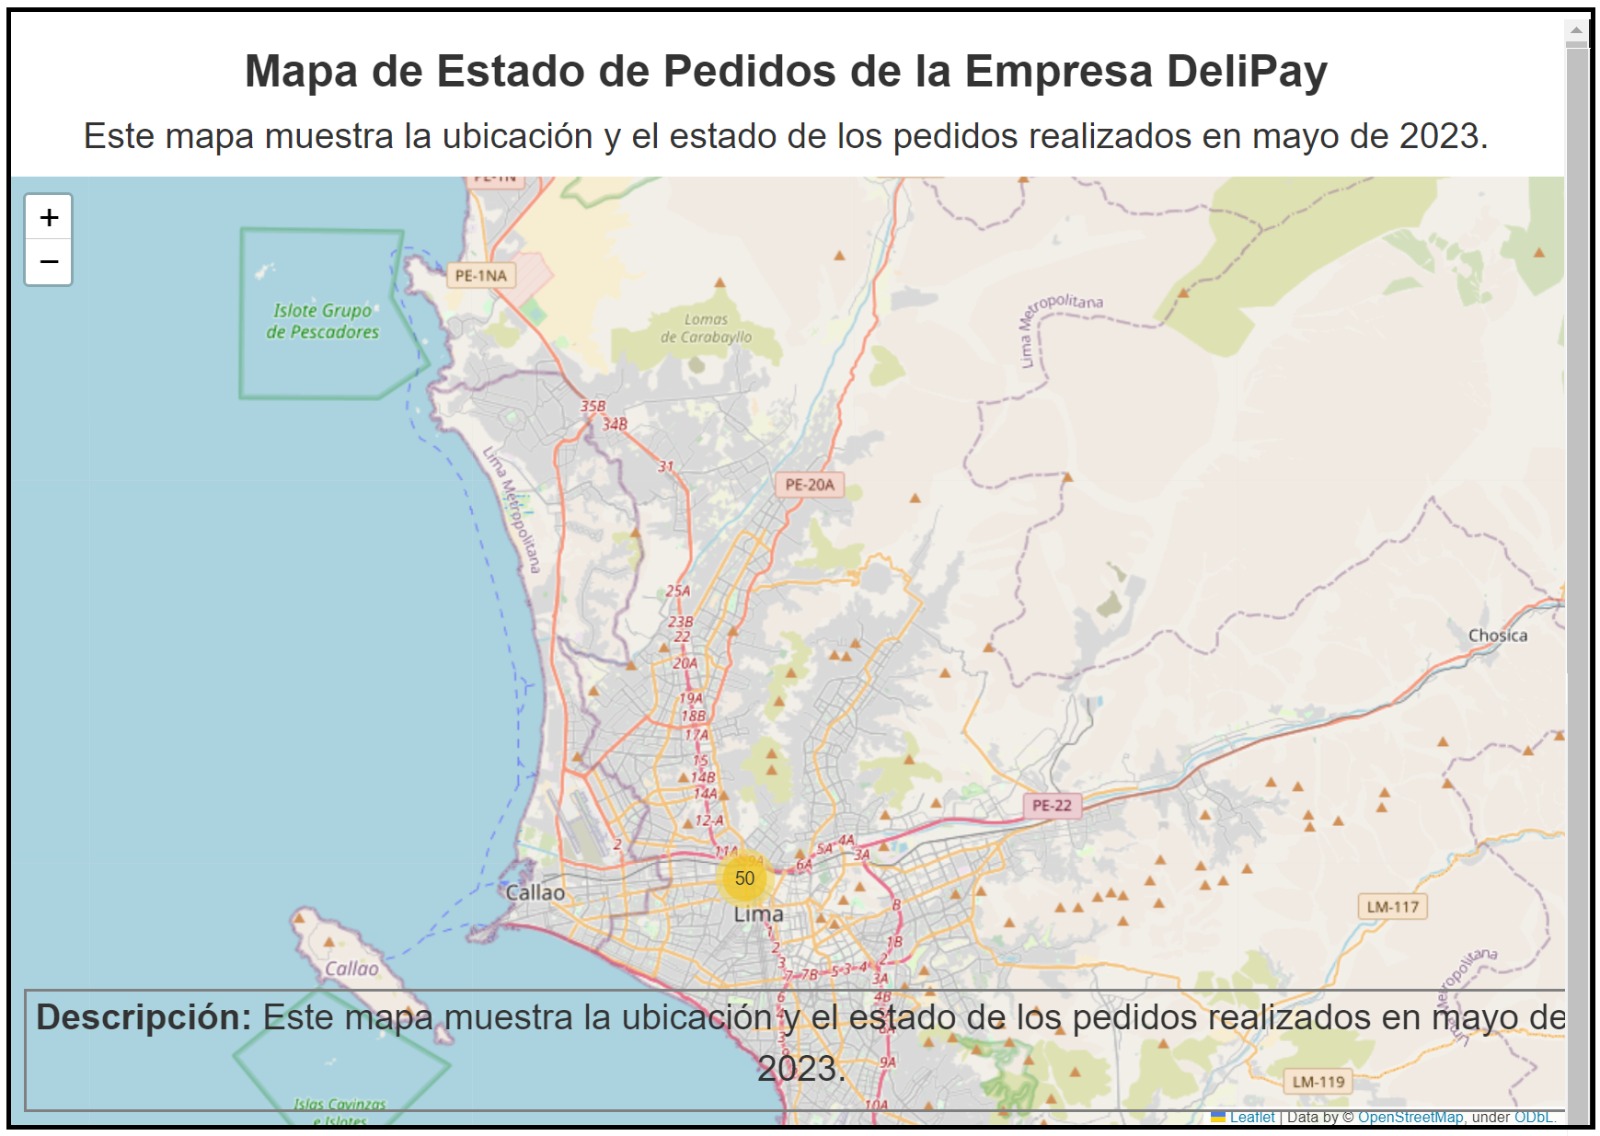 Mapa de Estado de Pedidos de la Empresa DeliPay
Este mapa muestra la ubicación y el estado de los pedidos realizados en mayo de 2023.
PE-1N
+
−
PE-1NA
Islote Grupo
de Pescadores
Lomas
de Carabayllo
Lima Metropolitana
35B
34B
31
Lima Metropolitana
PE-20A
25A
23B
22
20A
Chosica
19A
18B
17A
15
14B
14A
12-A
PE-22
2
11A
4A
5A
3A
6A
50
Callao
Lima
B
LM-117
1
2
1B
3
2
7
7B
5
3
4
3A
Callao
6
4B
Descripción: Este mapa muestra la ubicación y el estado de los pedidos realizados en mayo de
2023.
9A
LM-119
10A
Islas Cavinzas
e Islotes
Leaflet | Data by © OpenStreetMap, under ODbL.